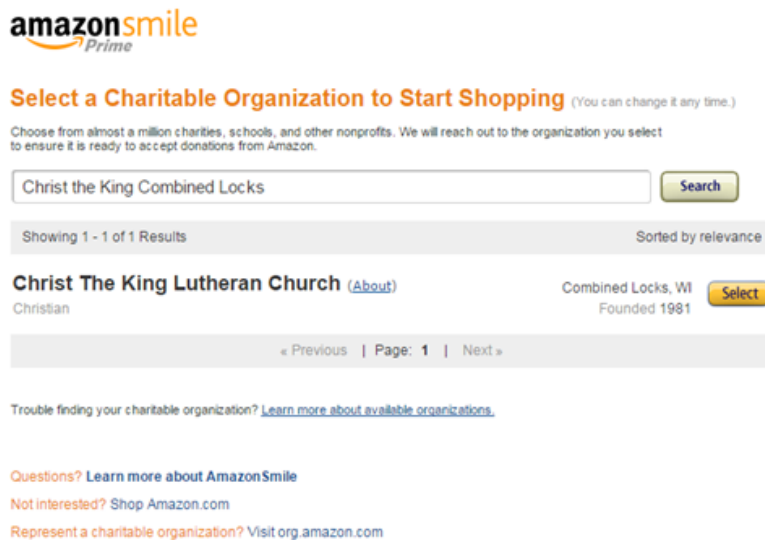 amazonsmile
Prime
Select a Charitable Organization to Start Shopping (You can change it any time.)
Choose from almost a million charities, schools, and other nonprofits. We will reach out to the organization you select
to ensure it is ready to accept donations from Amazon.
Christ the King Combined Locks Search
Showing 1 - 1 of 1 Results Sorted by relevance
Christ The King Lutheran Church (About) Combined Locks, WI Select
Christian Founded 1981
« Previous | Page: 1 | Next »
Trouble finding your charitable organization? Learn more about available organizations.
Questions? Learn more about AmazonSmile
Not interested? Shop Amazon.com
Represent a charitable organization? Visit org.amazon.com